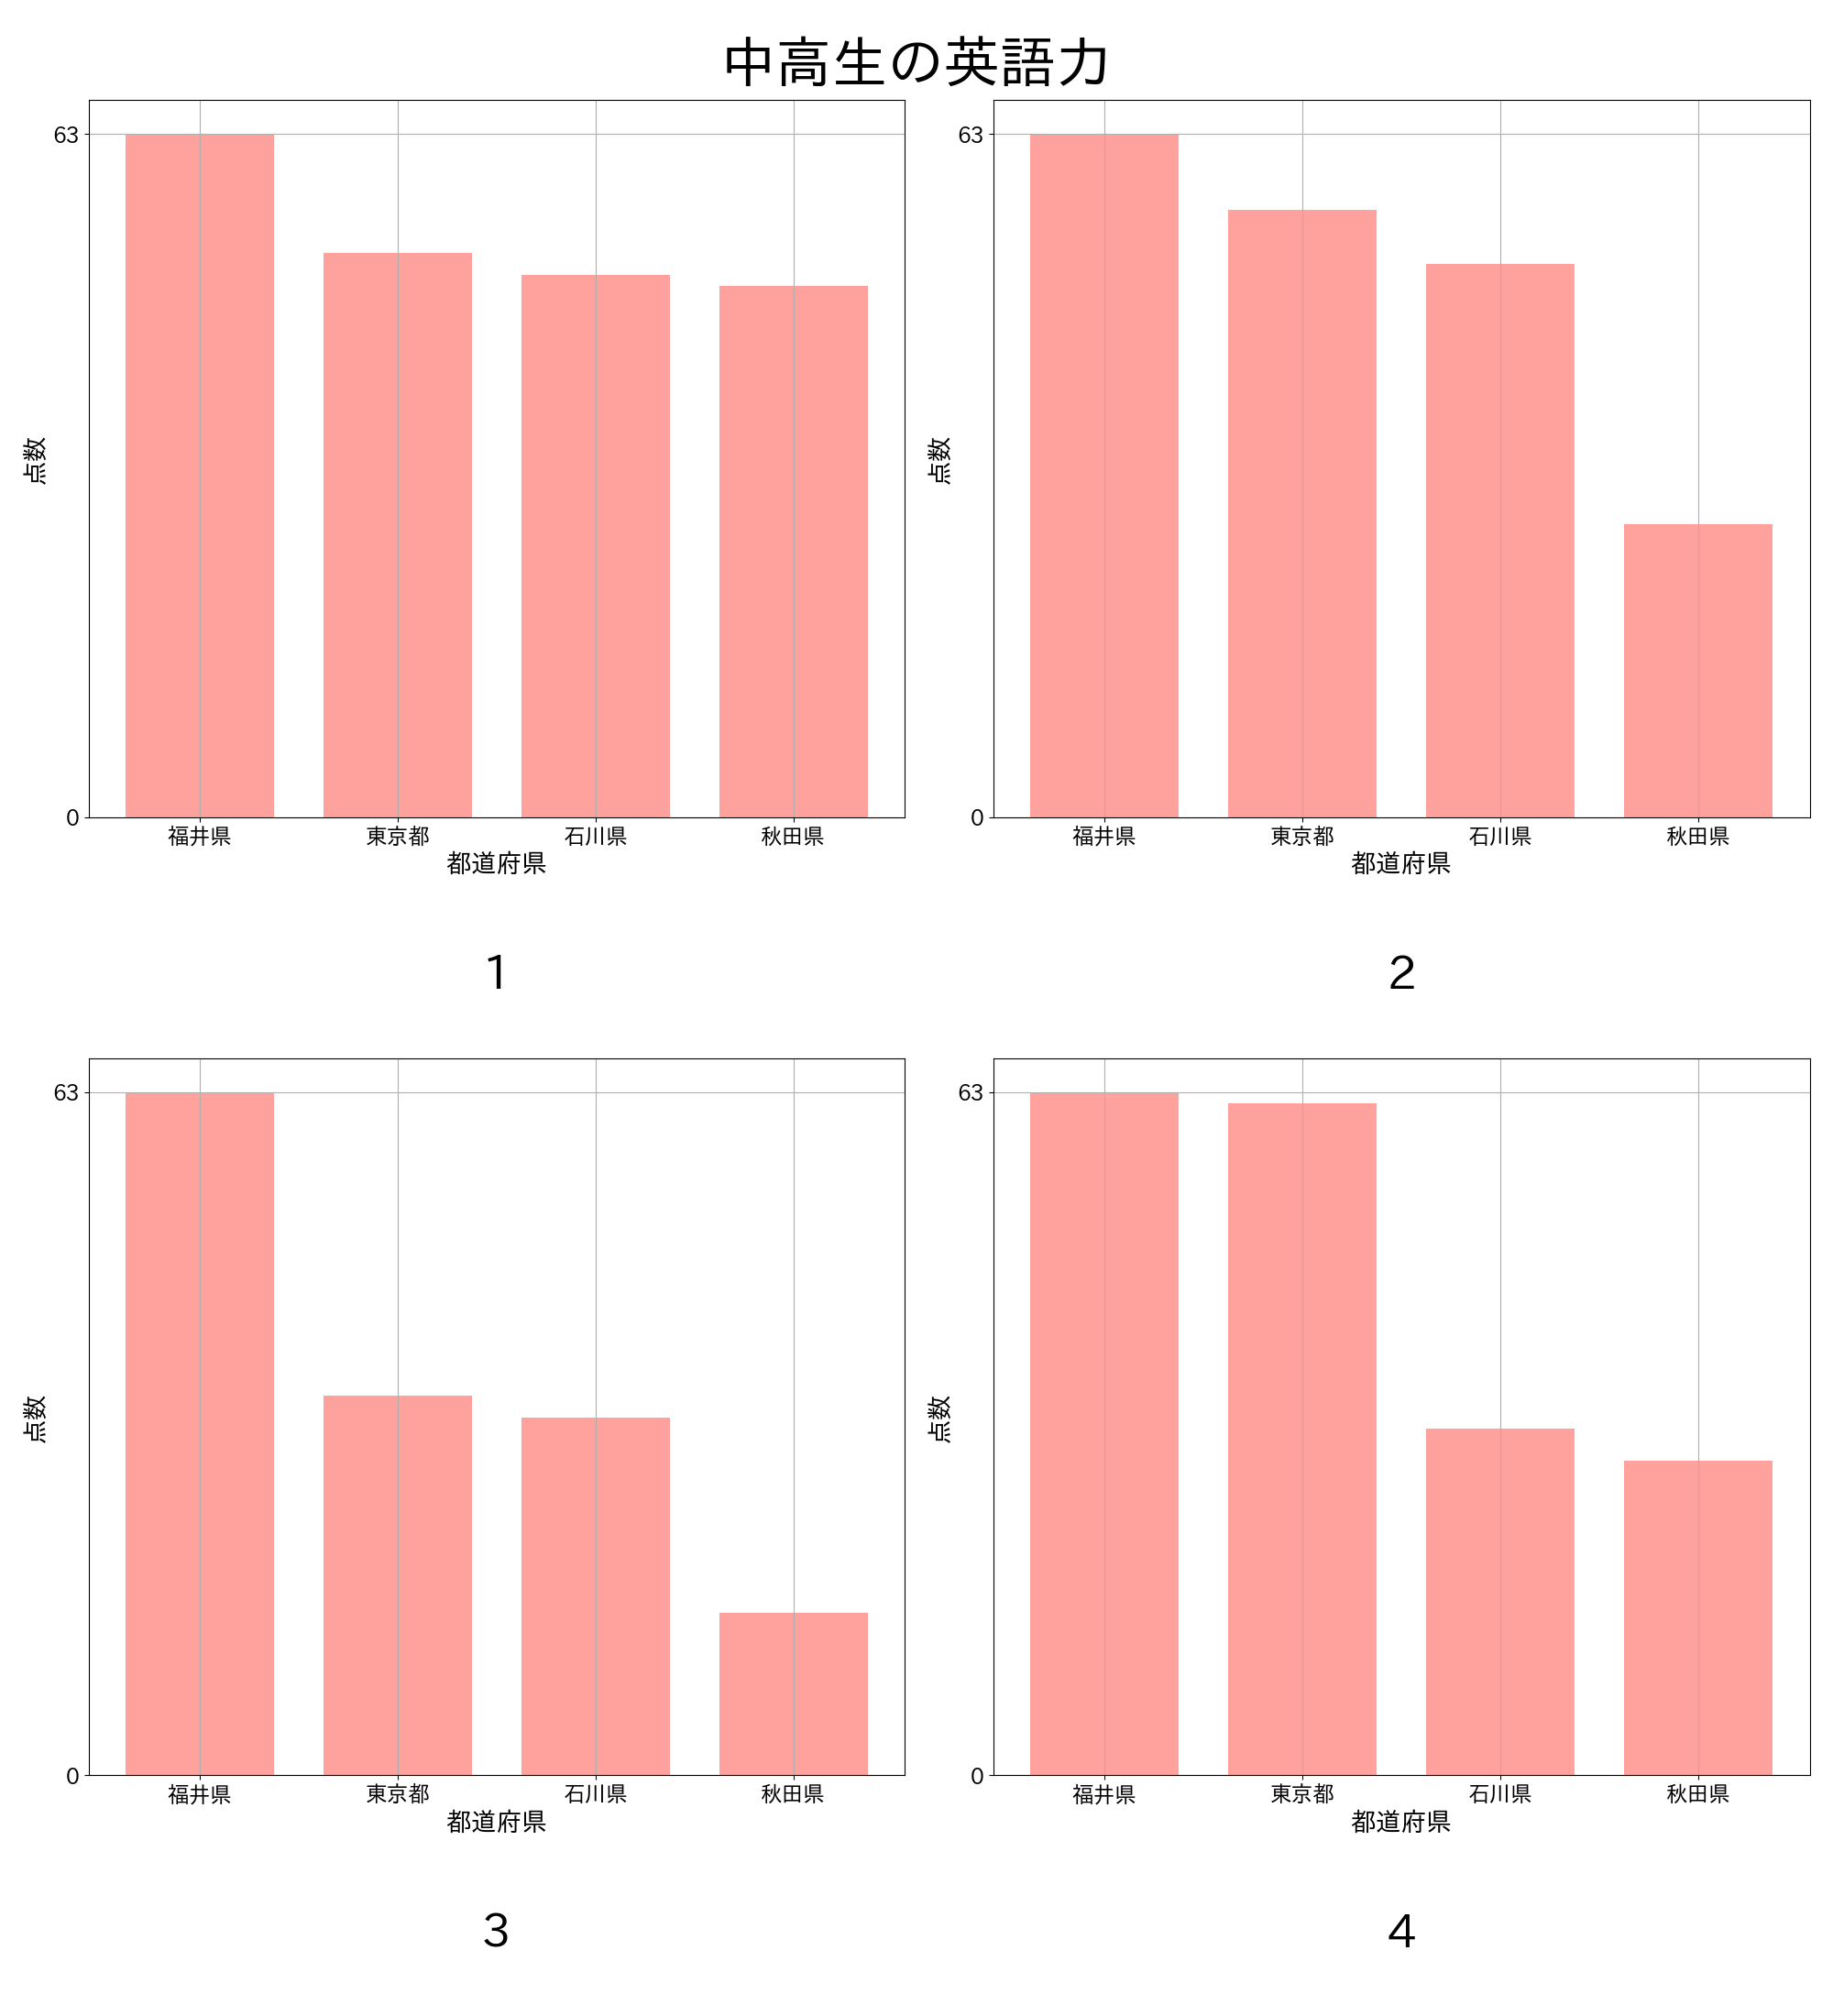 中高生の英語力
63
0
点数
福井県 東京都 石川県 秋田県
都道府県
1
63
0
点数
福井県 東京都 石川県 秋田県
都道府県
2
63
0
点数
福井県 東京都 石川県 秋田県
都道府県
3
63
0
点数
福井県 東京都 石川県 秋田県
都道府県
4